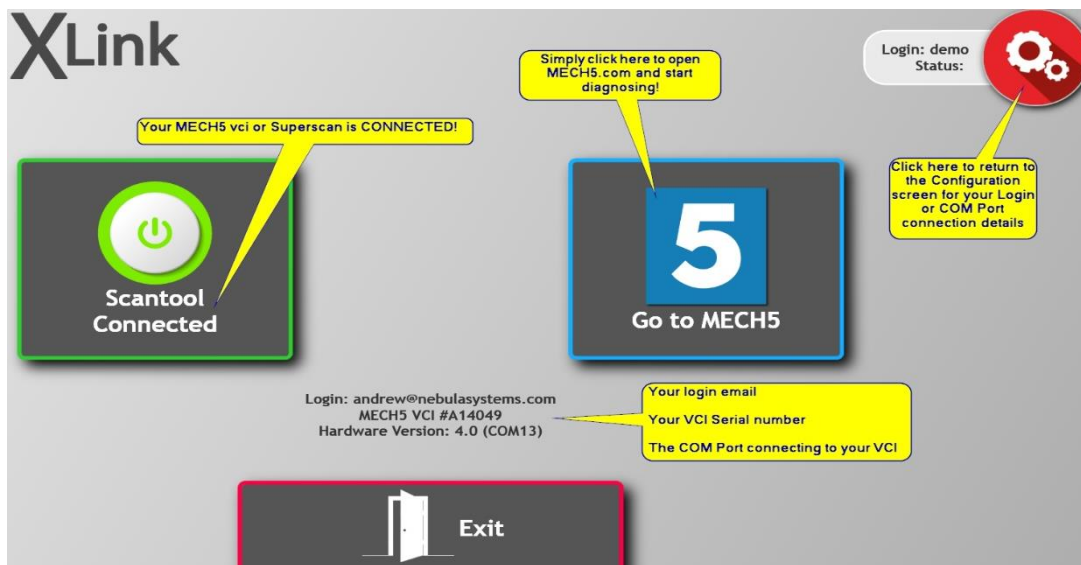 XLink
Login: demo
Status:
Simply click here to open
MECH5.com and start
diagnosing!
Your MECH5 vci or Superscan is CONNECTED!
Click here to return to
the Configuration
screen for your Login
or COM Port
connection details
Scantool
Connected
5
Go to MECH5
Login: andrew@nebulasystems.com
MECH5 VCI #A14049
Hardware Version: 4.0 (COM13)
Your login email
Your VCI Serial number
The COM Port connecting to your VCI
Exit